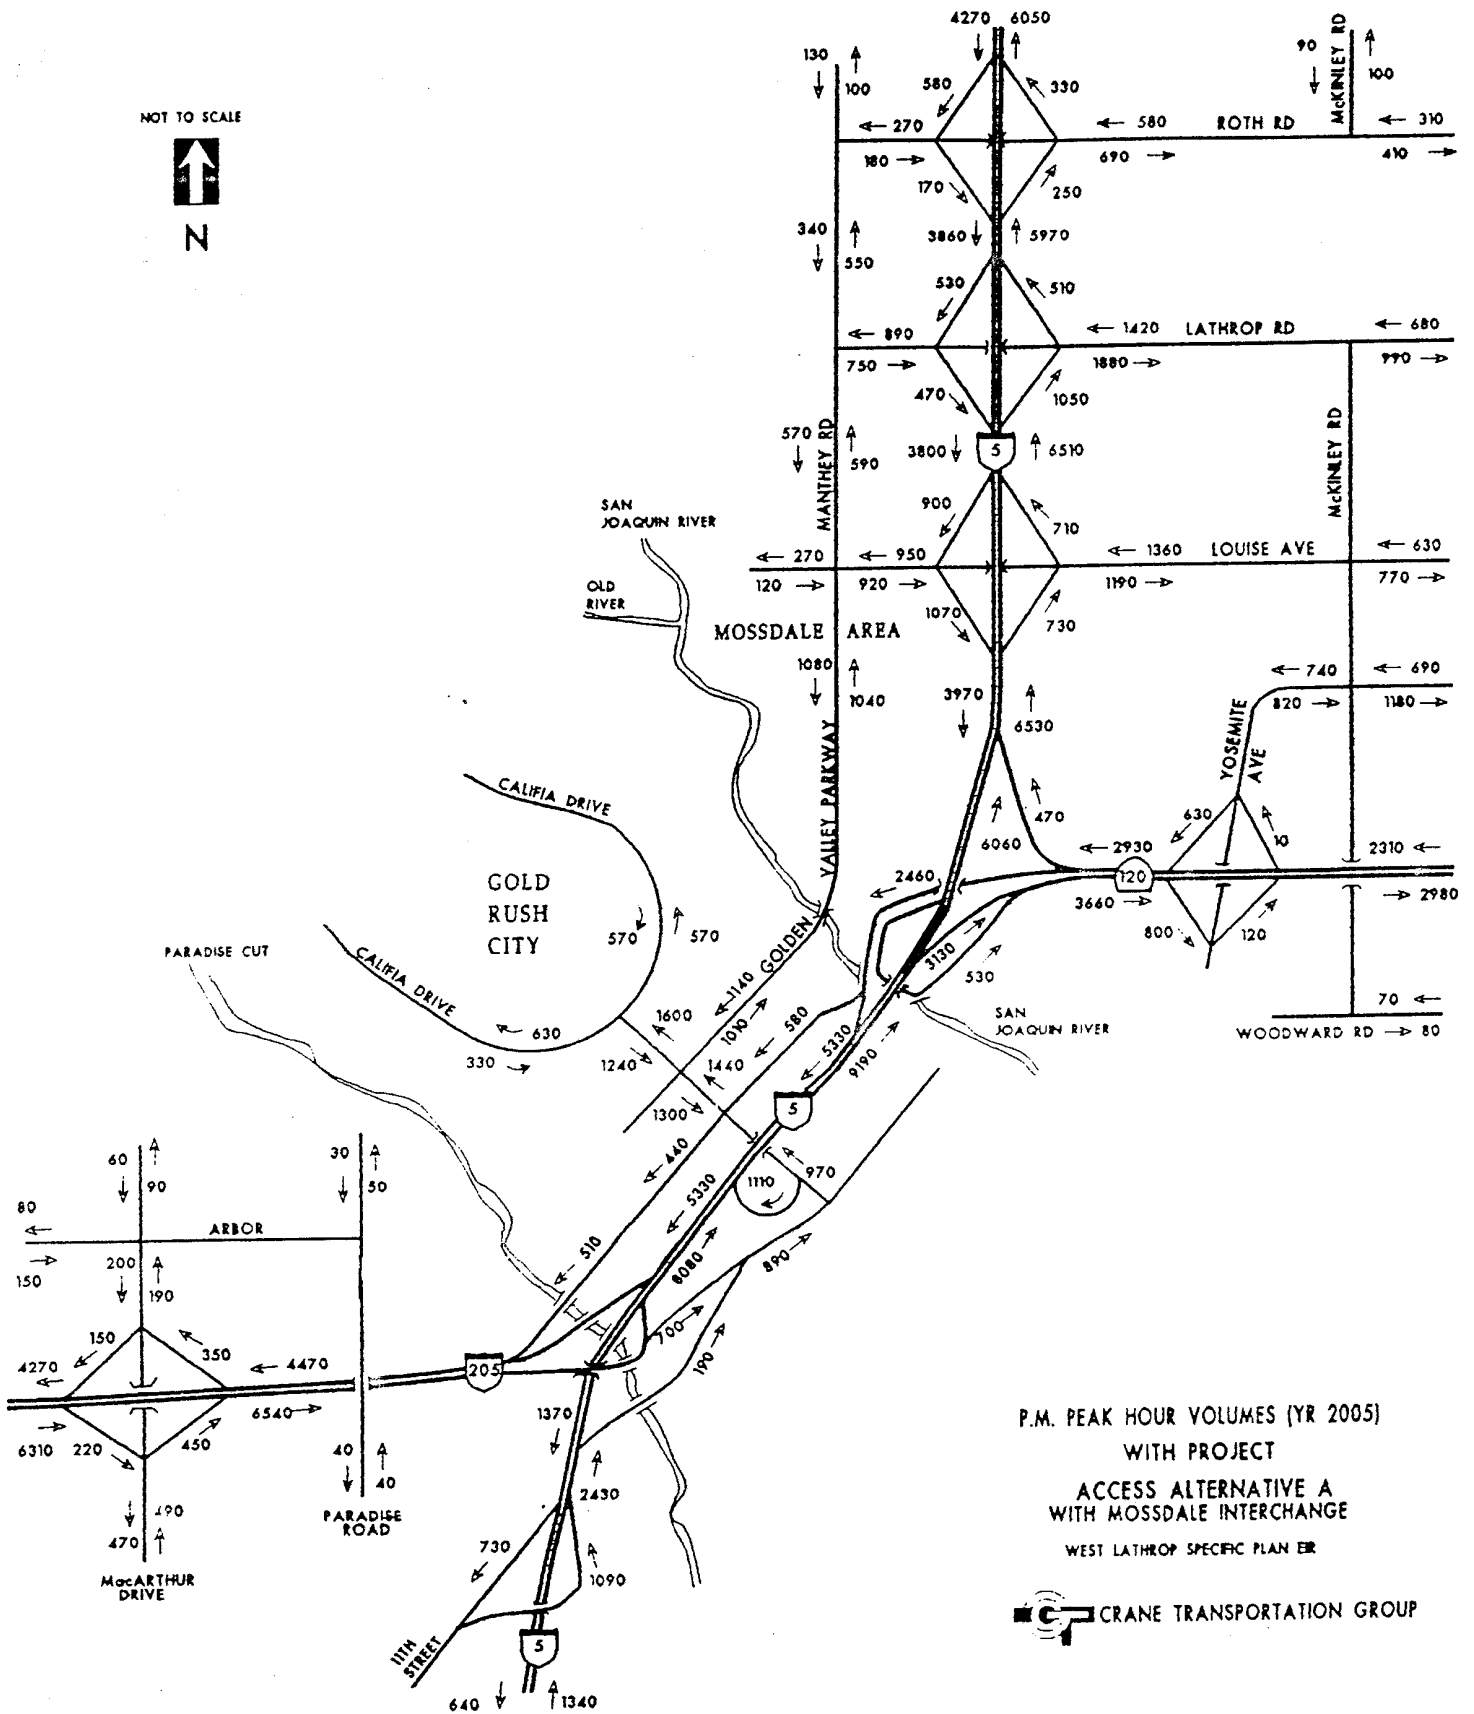 4270 6050
130
100
580
330
90
McKINLEY RD
100
NOT TO SCALE
N
270
180
580 ROTH RD
690
310
410
170
250
340
550
3860 5970
530
510
890
750
1420 LATHROP RD
1880
680
990
470
1050
570
MANTHEY RD
590
3800 5 6510
McKINLEY RD
SAN
JOAQUIN RIVER
900
710
270 950
120 920
1360 LOUISE AVE
1190
630
770
OLD
RIVER
1070
730
MOSSDALE AREA
1080
1040
740 690
820 1180
3970
6530
YOSEMITE
AVE
VALLEY PARKWAY
CALIFIA DRIVE
470
6060
630
10
2930
120
3660
2310
2980
2460
GOLD
RUSH
CITY
570 570
GOLDEN
800 120
3130
530
PARADISE CUT
CALIFIA DRIVE
1140
1010
580
70
WOODWARD RD 80
SAN
JOAQUIN RIVER
630
330
1600
1240
1440
1300
5330
9190
5
440
970
1110
5330
60
90
30
50
80
ARBOR
150
200
190
510
8080
890
150
350
4270
4470
205
700
190
6310 220 450
6540
1370
40
40
PARADISE
ROAD
2430
490
470
MacARTHUR
DRIVE
730
1090
11TH
STREET
5
640 1340
P.M. PEAK HOUR VOLUMES (YR 2005)
WITH PROJECT
ACCESS ALTERNATIVE A
WITH MOSSDALE INTERCHANGE
WEST LATHROP SPECIFIC PLAN EIR
CRANE TRANSPORTATION GROUP